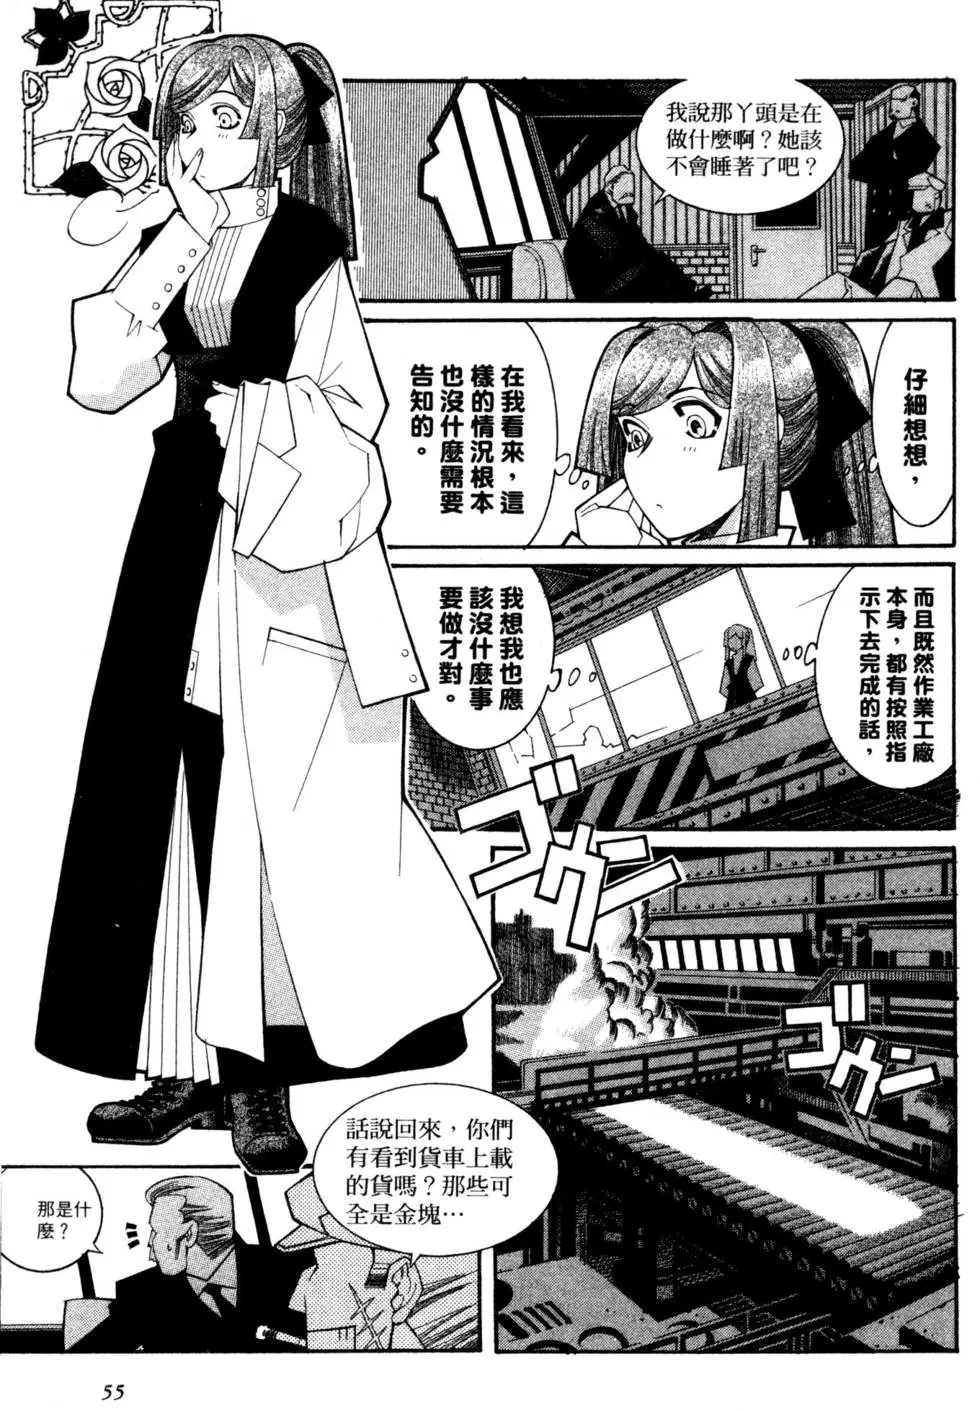 我說那丫頭是在
做什麼啊？她該
不會睡著了吧？
仔細想想，
在我看來，這
樣的情況根本
也沒什麼需要
告知的。
而且既然作業工廠
本身，都有按照指
示下去完成的話，
我想我也應
該沒什麼事
要做才對。
ゴゥン
ゴゥン
話說回來，你們
有看到貨車上載
的貨嗎？那些可
全是金塊…
那是什
麼？
55